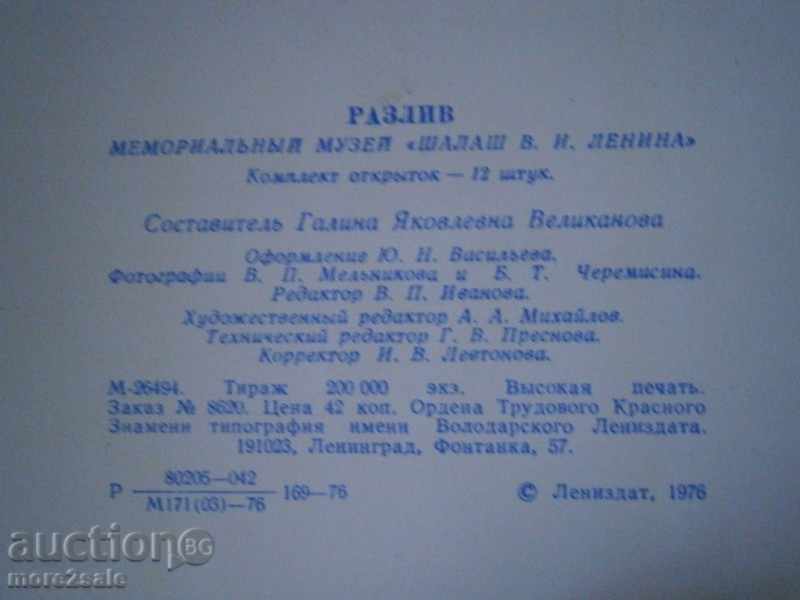 РАЗЛИВ
МЕМОРИАЛЬНЫЙ МУЗЕЙ «ШАЛАШ В. И. ЛЕНИНА»
Комплект открыток — 12 штук.
Составитель Галина Яковлевна Великанова
Оформление Ю. Н. Васильева.
Фотографии В. П. Мельникова и Б. Т. Черемисина.
Редактор В. П. Иванова.
Художественный редактор А. А. Михайлов.
Технический редактор Г. В. Преснова.
Корректор И. В. Левтонова.
М-26494. Тираж 200 000 экз. Высокая печать.
Заказ № 8620. Цена 42 коп. Ордена Трудового Красного
Знамени типография имени Володарского Лениздата.
191023, Ленинград, Фонтанка, 57.
Р 80205—042
М171(03)—76 169—76 © Лениздат, 1976
auction BG
more2sale